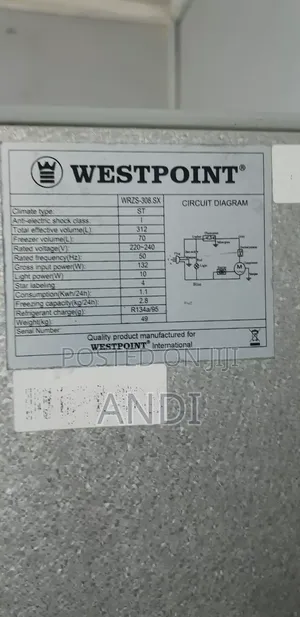 WESTPOINT®
WRZS-308.SX
CIRCUIT DIAGRAM
Climate type: ST
Anti-electric shock class: I
Total effective volume(L): 312
Freezer volume(L): 70
Rated voltage(V): 220~240
Rated frequency(Hz): 50
Gross input power(W): 132
Light power(W): 10
Star labeling 4
Consumption(Kwh/24h): 1.1
Freezing capacity(kg/24h): 2.8
Refrigerant charge(g): R134a/95
Weight(kg): 49
Serial Number:
Quality product manufactured for
WESTPOINT® International
POSTED ON JIJI
ANDI